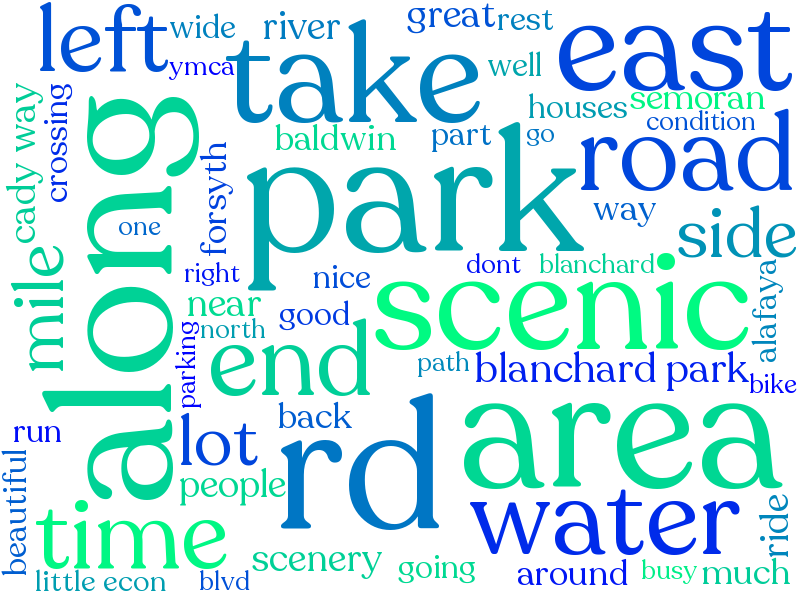 left
wide
river
great
rest
east
ymca
take
well
houses
semoran
condition
cady way
crossing
along
baldwin
part
go
road
forsyth
park
way
side
one
mile
right
nice
dont
blanchard
alafaya
near
north
good
scenic
parking
end
path
blanchard park
bike
run
lot
back
rd
area
beautiful
people
time
water
ride
scenery
going
around
busy
much
little econ
blvd